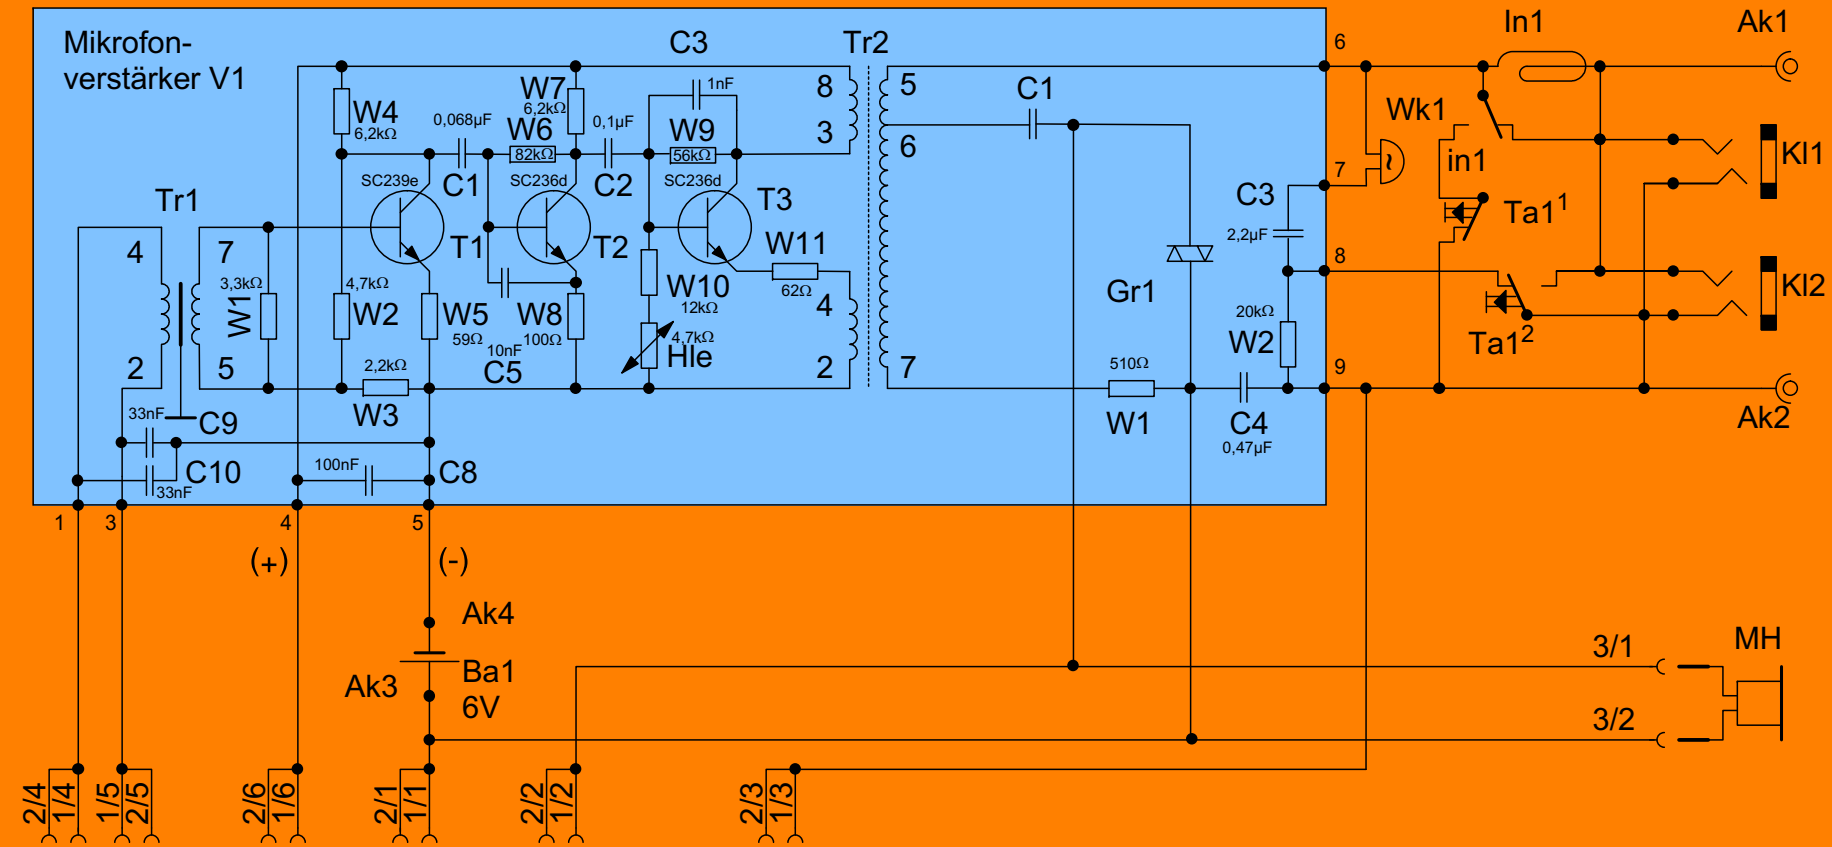 Mikrofon-
verstärker V1
C3
Tr2
6
In1
Ak1
W4
6,2kΩ
0,068µF
W7
6,2kΩ
W6
82kΩ
0,1µF
1nF
W9
56kΩ
8
3
5
6
C1
Wk1
~
in1
Kl1
7
SC239e
C1
SC236d
C2
SC236d
Tr1
T3
C3
Ta1¹
4
7
T1
T2
W11
2,2µF
8
3,3kΩ
W1
4,7kΩ
W2
W5
59Ω
W8
100Ω
W10
12kΩ
62Ω
4
Gr1
Kl2
20kΩ
W2
Ta1²
2
5
2,2kΩ
W3
10nF
C5
4,7kΩ
Hle
2
7
510Ω
W1
9
C4
0,47µF
Ak2
33nF
C9
C10
33nF
100nF
C8
1
3
4
5
(+)
(-)
Ak4
Ak3
Ba1
6V
3/1
MH
3/2
2/4
1/4
1/5
2/5
2/6
1/6
2/1
1/1
2/2
1/2
2/3
1/3